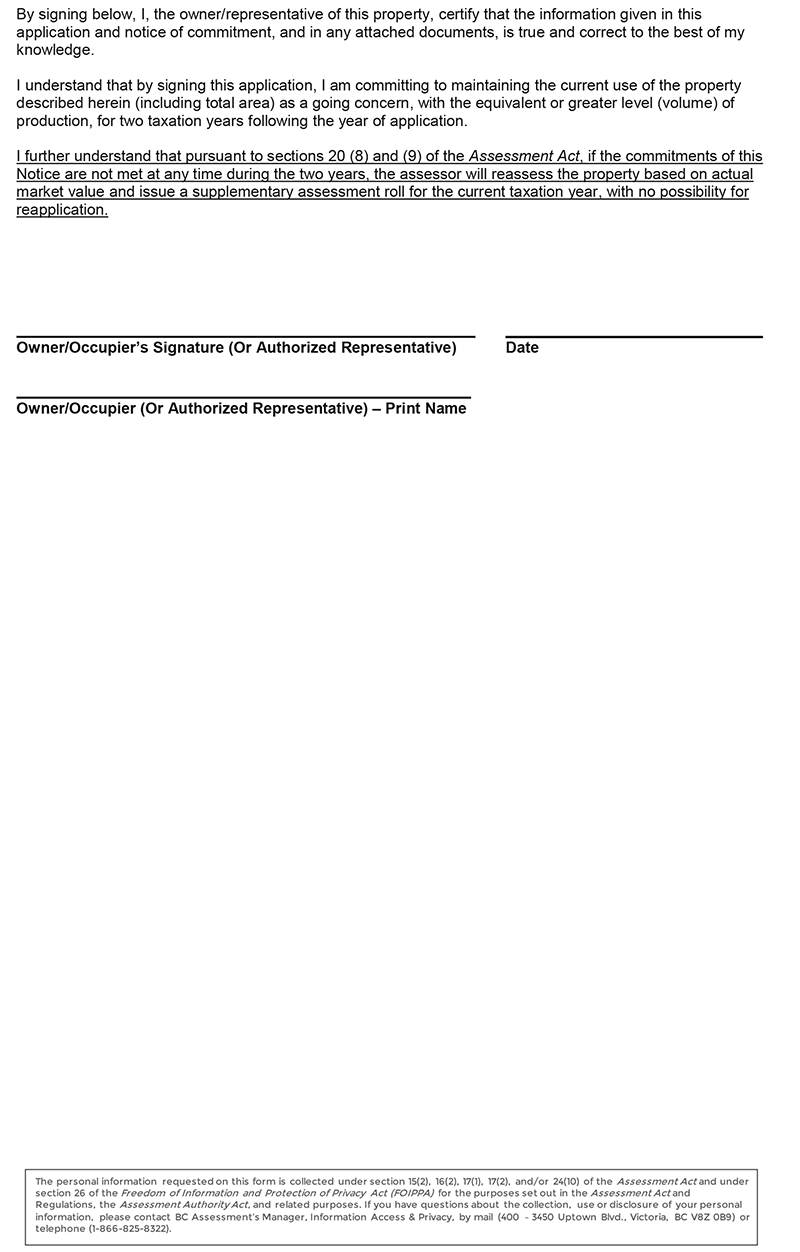 By signing below, I, the owner/representative of this property, certify that the information given in this
application and notice of commitment, and in any attached documents, is true and correct to the best of my
knowledge.
I understand that by signing this application, I am committing to maintaining the current use of the property
described herein (including total area) as a going concern, with the equivalent or greater level (volume) of
production, for two taxation years following the year of application.
I further understand that pursuant to sections 20 (8) and (9) of the Assessment Act, if the commitments of this
Notice are not met at any time during the two years, the assessor will reassess the property based on actual
market value and issue a supplementary assessment roll for the current taxation year, with no possibility for
reapplication.
Owner/Occupier's Signature (Or Authorized Representative) Date
Owner/Occupier (Or Authorized Representative) – Print Name
The personal information requested on this form is collected under section 15(2), 16(2), 17(1), 17(2), and/or 24(10) of the Assessment Act and under
section 26 of the Freedom of Information and Protection of Privacy Act (FOIPPA) for the purposes set out in the Assessment Act and
Regulations, the Assessment Authority Act, and related purposes. If you have questions about the collection, use or disclosure of your personal
information, please contact BC Assessment's Manager, Information Access & Privacy, by mail (400 - 3450 Uptown Blvd., Victoria, BC V8Z 0B9) or
telephone (1-866-825-8322).